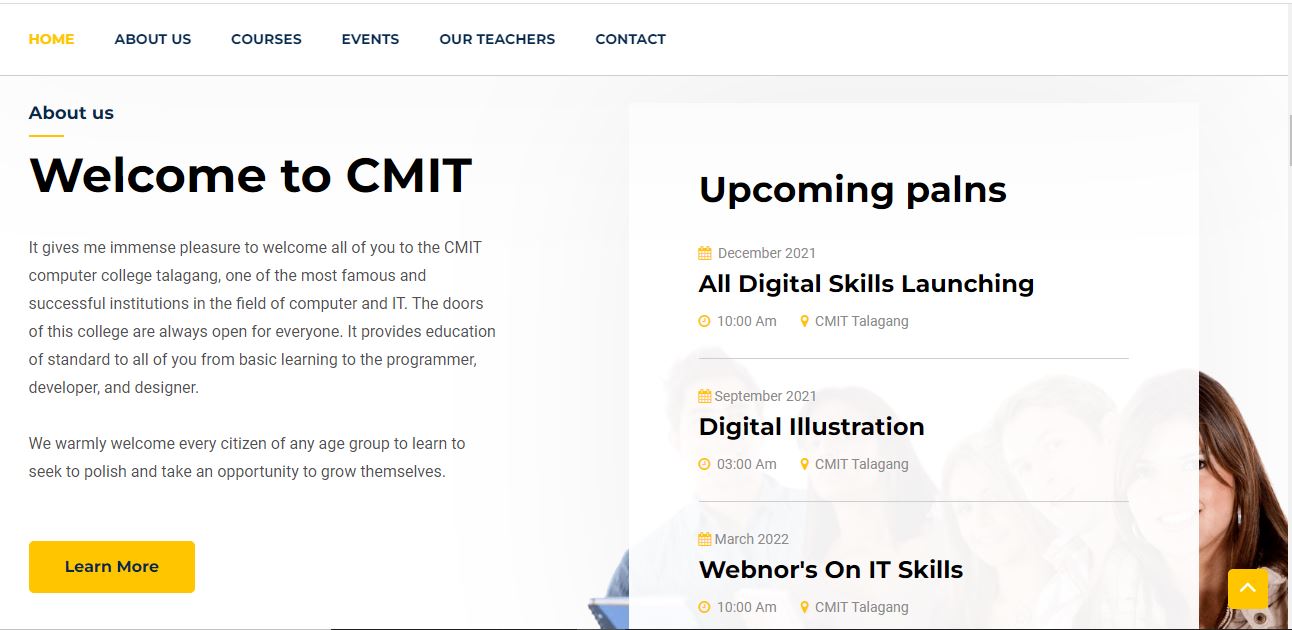 HOME ABOUT US COURSES EVENTS OUR TEACHERS CONTACT
About us
Welcome to CMIT
It gives me immense pleasure to welcome all of you to the CMIT
computer college talagang, one of the most famous and
successful institutions in the field of computer and IT. The doors
of this college are always open for everyone. It provides education
of standard to all of you from basic learning to the programmer,
developer, and designer.
We warmly welcome every citizen of any age group to learn to
seek to polish and take an opportunity to grow themselves.
Learn More
Upcoming palns
December 2021
All Digital Skills Launching
10:00 Am CMIT Talagang
September 2021
Digital Illustration
03:00 Am CMIT Talagang
March 2022
Webnor's On IT Skills
10:00 Am CMIT Talagang